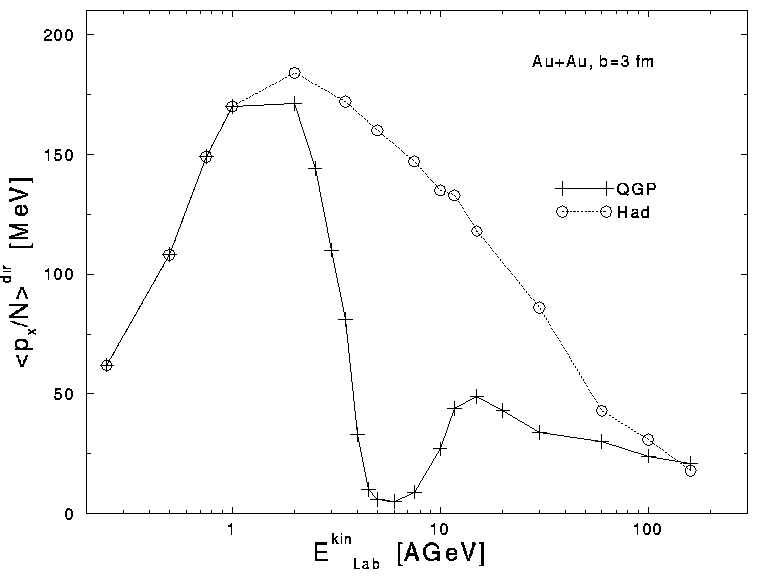 200
150
100
50
0
<p_x/N>^dir [MeV]
Au+Au, b=3 fm
QGP
Had
1
10
100
E^kin_Lab [AGeV]